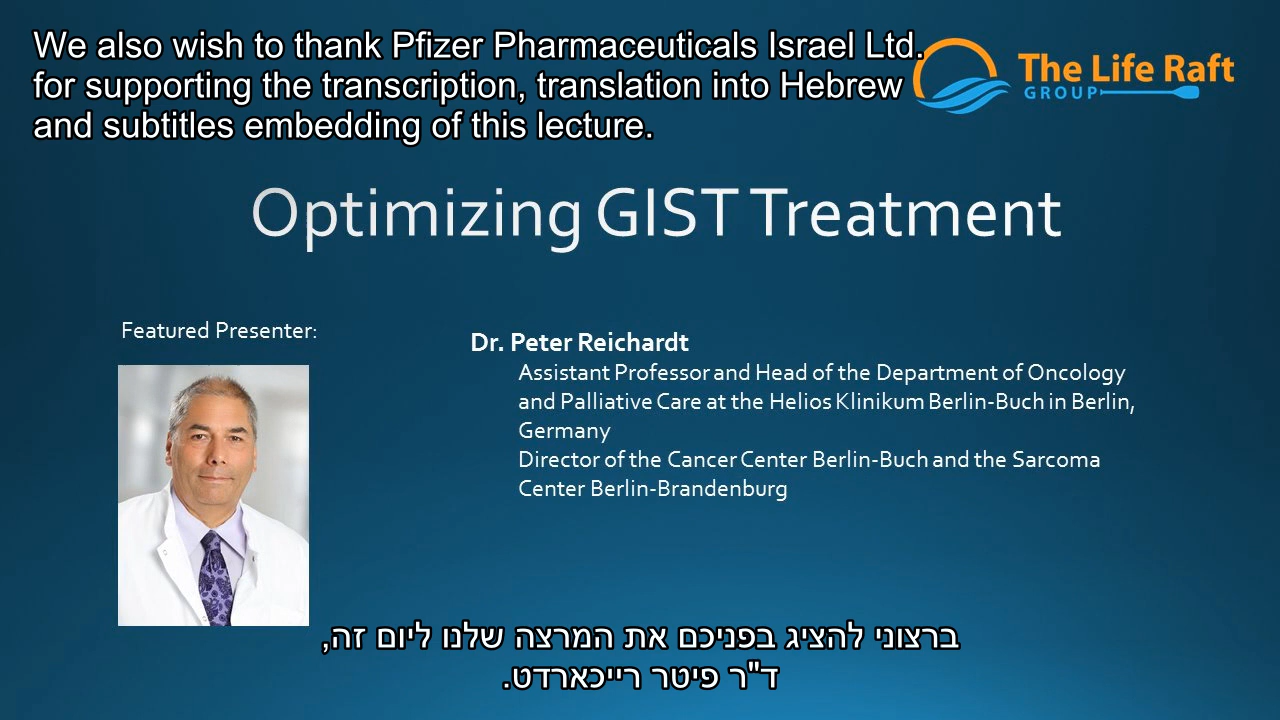 We also wish to thank Pfizer Pharmaceuticals Israel Ltd.
for supporting the transcription, translation into Hebrew
and subtitles embedding of this lecture.
The Life Raft
GROUP
Optimizing GIST Treatment
Featured Presenter:
Dr. Peter Reichardt
Assistant Professor and Head of the Department of Oncology
and Palliative Care at the Helios Klinikum Berlin-Buch in Berlin,
Germany
Director of the Cancer Center Berlin-Buch and the Sarcoma
Center Berlin-Brandenburg
ברצוני להציג בפניכם את המרצה שלנו ליום זה,
ד"ר פיטר רייכארדט.